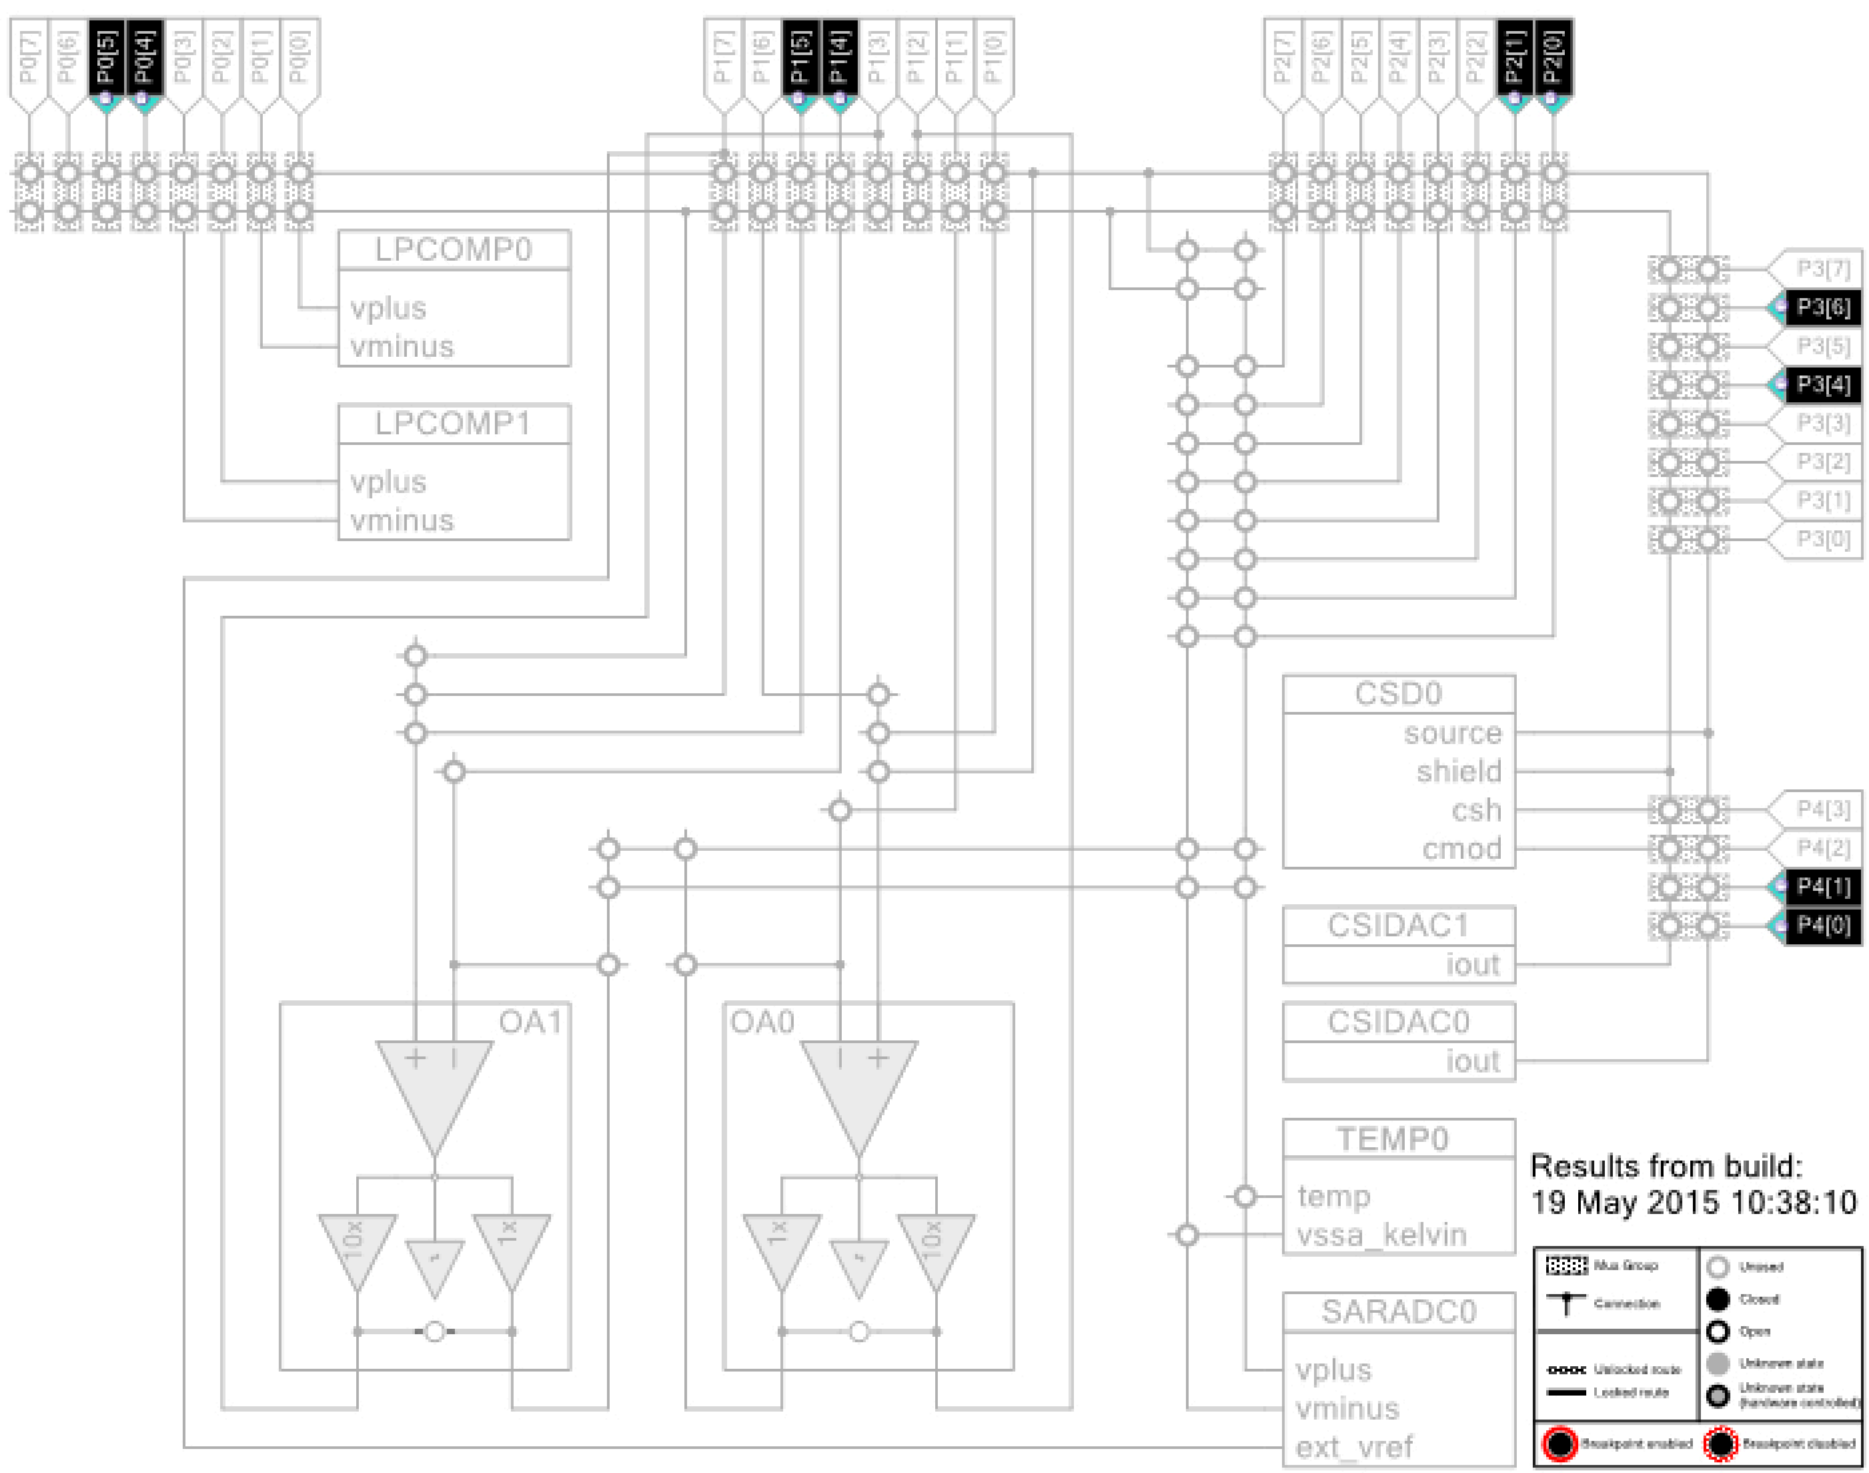 P0[7]
P0[6]
P0[5]
P0[4]
P0[3]
P0[2]
P0[1]
P0[0]
P1[7]
P1[6]
P1[5]
P1[4]
P1[3]
P1[2]
P1[1]
P1[0]
P2[7]
P2[6]
P2[5]
P2[4]
P2[3]
P2[2]
P2[1]
P2[0]
P3[7]
P3[6]
P3[5]
P3[4]
P3[3]
P3[2]
P3[1]
P3[0]
LPCOMP0
vplus
vminus
LPCOMP1
vplus
vminus
CSD0
source
shield
csh
cmod
P4[3]
P4[2]
P4[1]
P4[0]
CSIDAC1
iout
CSIDAC0
iout
OA1
+ −
10x
1x
OA0
− +
1x
10x
TEMP0
temp
vssa_kelvin
SARADC0
vplus
vminus
ext_vref
Results from build:
19 May 2015 10:38:10
Mux Group
Connection
Unlocked route
Locked route
Unused
Closed
Open
Unknown state
Unknown state
(hardware controlled)
Breakpoint enabled
Breakpoint disabled